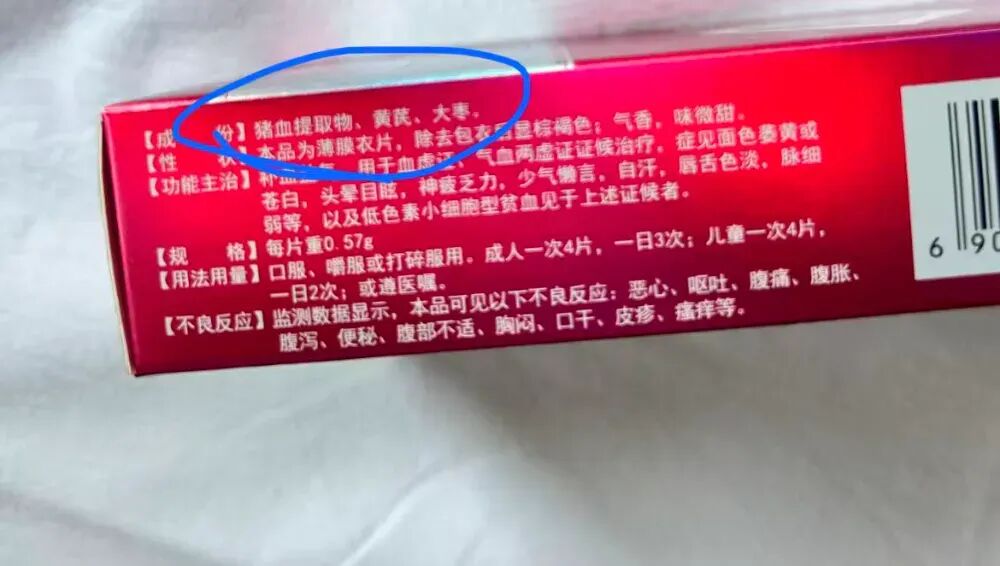 【成 份】猪血提取物、黄芪、大枣。
【性 状】本品为薄膜衣片，除去包衣后显棕褐色；气香，味微甜。
【功能主治】补血益气。用于血虚证、气血两虚证证候治疗，症见面色萎黄或
苍白，头晕目眩，神疲乏力，少气懒言，自汗，唇舌色淡，脉细
弱等，以及低色素小细胞型贫血见于上述证候者。
【规 格】每片重0.57g
【用法用量】口服、嚼服或打碎服用。成人一次4片，一日3次；儿童一次4片，
一日2次；或遵医嘱。
【不良反应】监测数据显示，本品可见以下不良反应：恶心、呕吐、腹痛、腹胀、
腹泻、便秘、腹部不适、胸闷、口干、皮疹、瘙痒等。
6 90